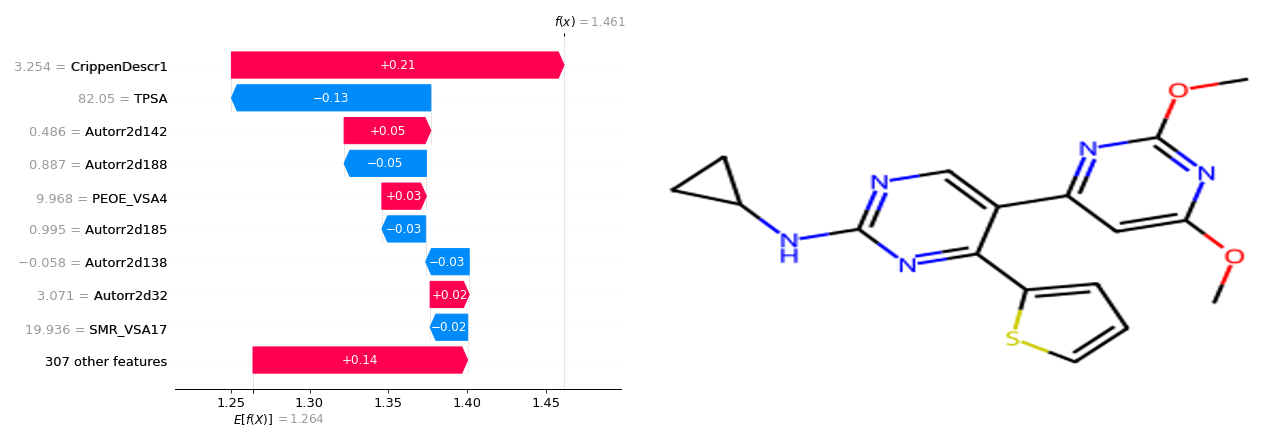 f(x) = 1.461
3.254 = CrippenDescr1 +0.21
82.05 = TPSA −0.13
0.486 = Autorr2d142 +0.05
0.887 = Autorr2d188 −0.05
9.968 = PEOE_VSA4 +0.03
0.995 = Autorr2d185 −0.03
−0.058 = Autorr2d138 −0.03
3.071 = Autorr2d32 +0.02
19.936 = SMR_VSA17 −0.02
307 other features +0.14
1.25 1.30 1.35 1.40 1.45
E[f(X)] = 1.264
O
N
N
N
N
H
N
O
S